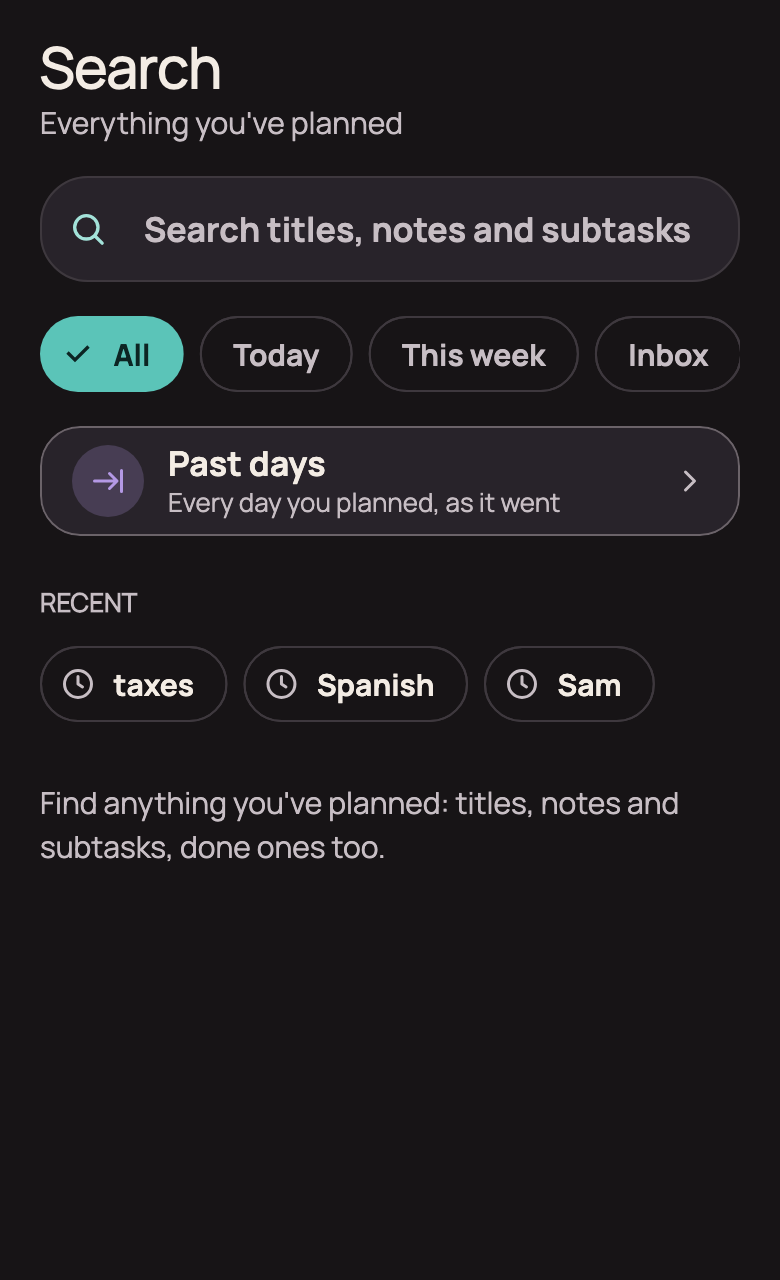 Search
Everything you've planned
Search titles, notes and subtasks
All
Today
This week
Inbox
Past days
Every day you planned, as it went
RECENT
taxes
Spanish
Sam
Find anything you've planned: titles, notes and
subtasks, done ones too.